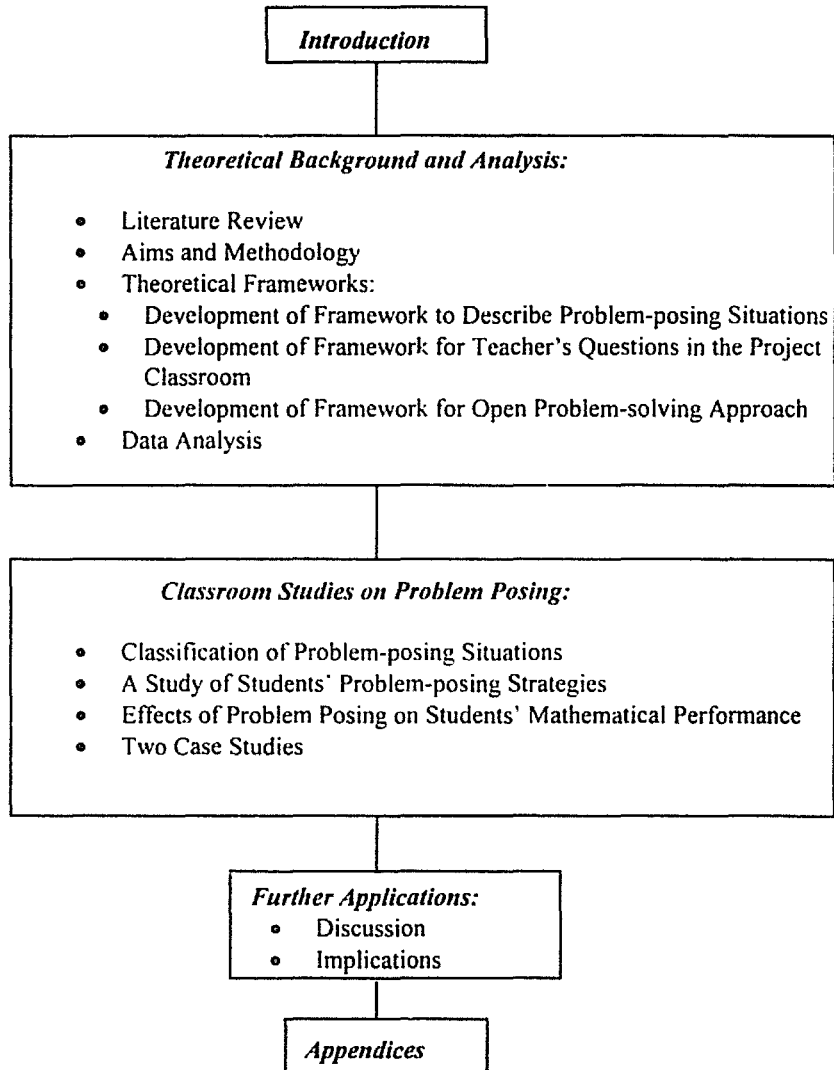 Introduction
Theoretical Background and Analysis:
• Literature Review
• Aims and Methodology
• Theoretical Frameworks:
• Development of Framework to Describe Problem-posing Situations
• Development of Framework for Teacher's Questions in the Project
Classroom
• Development of Framework for Open Problem-solving Approach
• Data Analysis
Classroom Studies on Problem Posing:
• Classification of Problem-posing Situations
• A Study of Students' Problem-posing Strategies
• Effects of Problem Posing on Students' Mathematical Performance
• Two Case Studies
Further Applications:
• Discussion
• Implications
Appendices